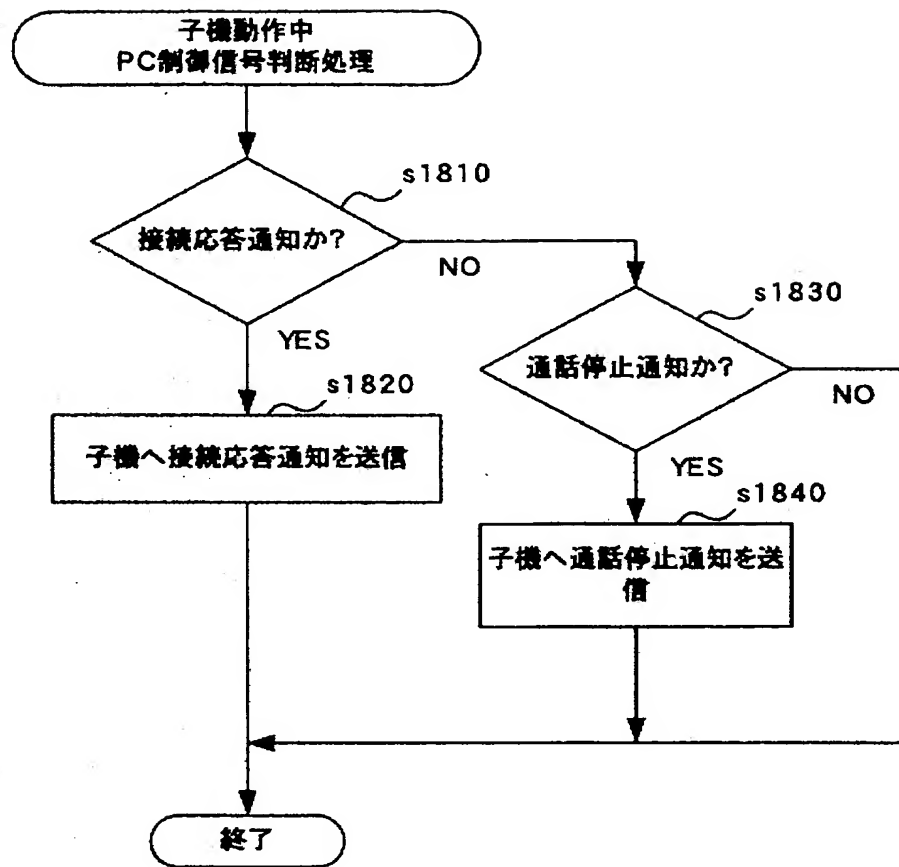 子機動作中
PC制御信号判断処理
s1810
接続応答通知か?
NO
YES
s1830
通話停止通知か?
NO
YES
s1820
子機へ接続応答通知を送信
s1840
子機へ通話停止通知を送
信
終了